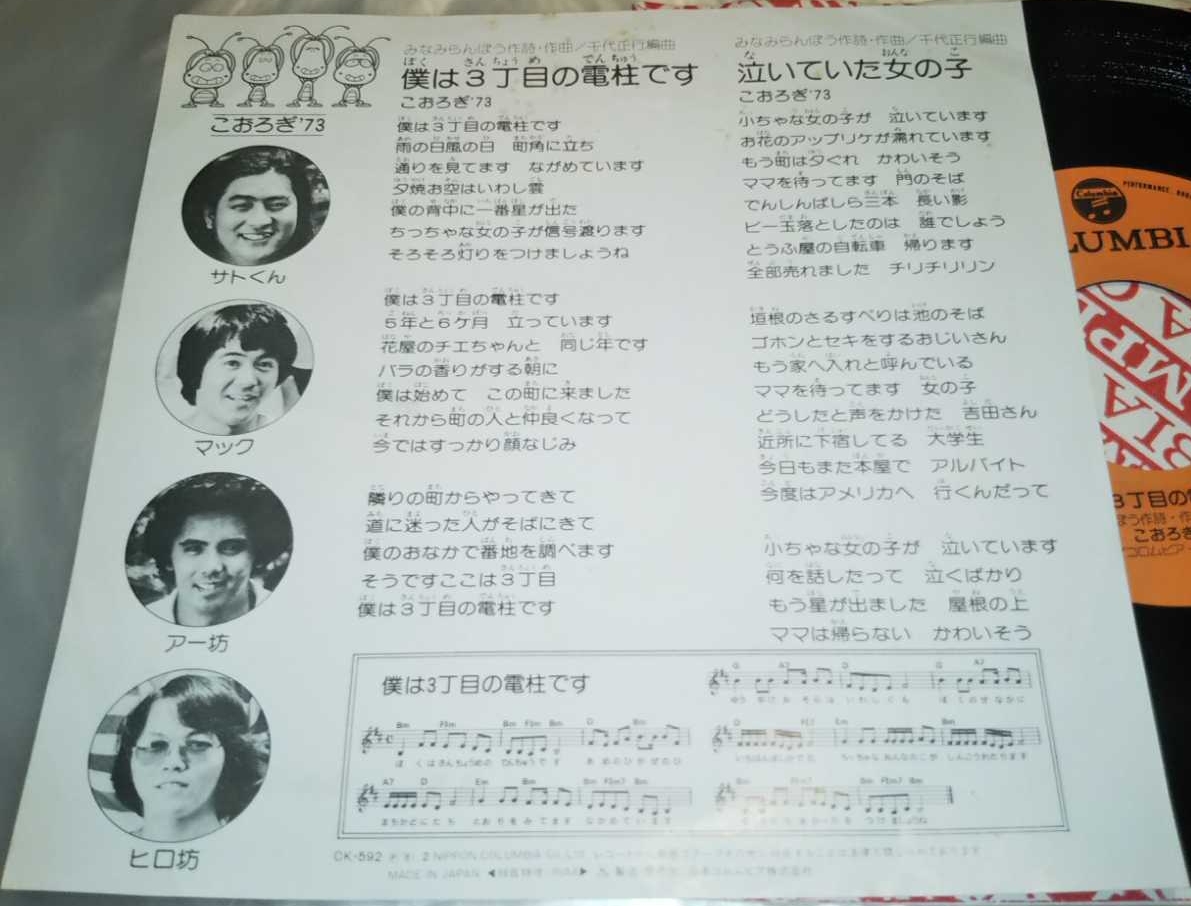 こおろぎ'73
サトくん
マック
アー坊
ヒロ坊
みなみらんぼう作詩・作曲／千代正行編曲
僕は3丁目の電柱です
こおろぎ'73
僕は3丁目の電柱です
雨の日風の日　町角に立ち
通りを見てます　ながめています
夕焼お空はいわし雲
僕の背中に一番星が出た
ちっちゃな女の子が信号渡ります
そろそろ灯りをつけましょうね
僕は3丁目の電柱です
5年と6ヶ月　立っています
花屋のチエちゃんと　同じ年です
バラの香りがする朝に
僕は始めて　この町に来ました
それから町の人と仲良くなって
今ではすっかり顔なじみ
隣りの町からやってきて
道に迷った人がそばにきて
僕のおなかで番地を調べます
そうですここは3丁目
僕は3丁目の電柱です
みなみらんぼう作詩・作曲／千代正行編曲
泣いていた女の子
こおろぎ'73
小ちゃな女の子が　泣いています
お花のアップリケが濡れています
もう町は夕ぐれ　かわいそう
ママを待ってます　門のそば
でんしんばしら三本　長い影
ビー玉落としたのは　誰でしょう
とうふ屋の自転車　帰ります
全部売れました　チリチリリン
垣根のさるすべりは池のそば
ゴホンとセキをするおじいさん
もう家へ入れと呼んでいる
ママを待ってます　女の子
どうしたと声をかけた　吉田さん
近所に下宿してる　大学生
今日もまた本屋で　アルバイト
今度はアメリカへ　行くんだって
小ちゃな女の子が　泣いています
何を話したって　泣くばかり
もう星が出ました　屋根の上
ママは帰らない　かわいそう
僕は3丁目の電柱です
CK-592
NIPPON COLUMBIA
MADE IN JAPAN
Columbia
LUMBI
3丁目の
ぼう作詩・作
こおろぎ